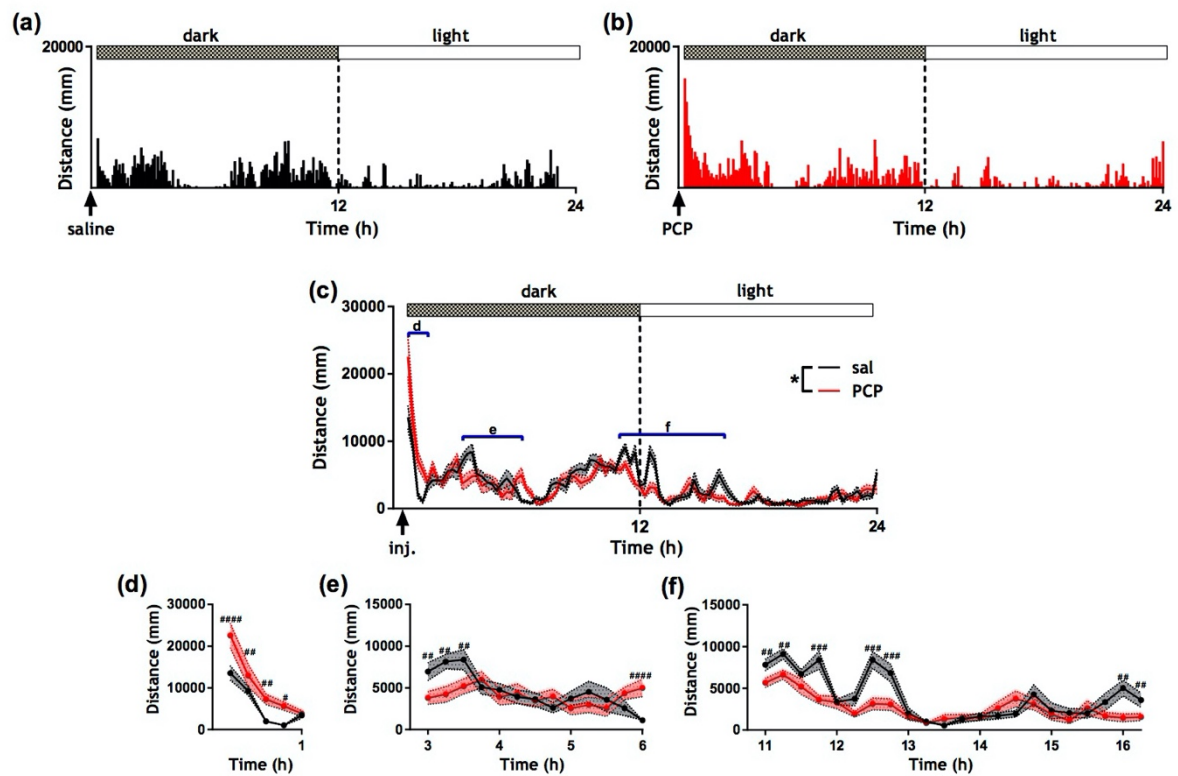 (a)
20000
dark light
Distance (mm)
0
12 24
saline
Time (h)
(b)
20000
dark light
Distance (mm)
0
12 24
PCP
Time (h)
(c)
30000
dark light
d
20000
sal
*
PCP
Distance (mm)
10000
e
f
0
12 24
inj.
Time (h)
(d)
30000
####
20000
##
Distance (mm)
10000
##
#
0
1
Time (h)
(e)
15000
Distance (mm)
10000
## ## ##
####
5000
0
3 4 5 6
Time (h)
(f)
15000
Distance (mm)
## ## ### ### ###
10000
## ##
5000
0
11 12 13 14 15 16
Time (h)